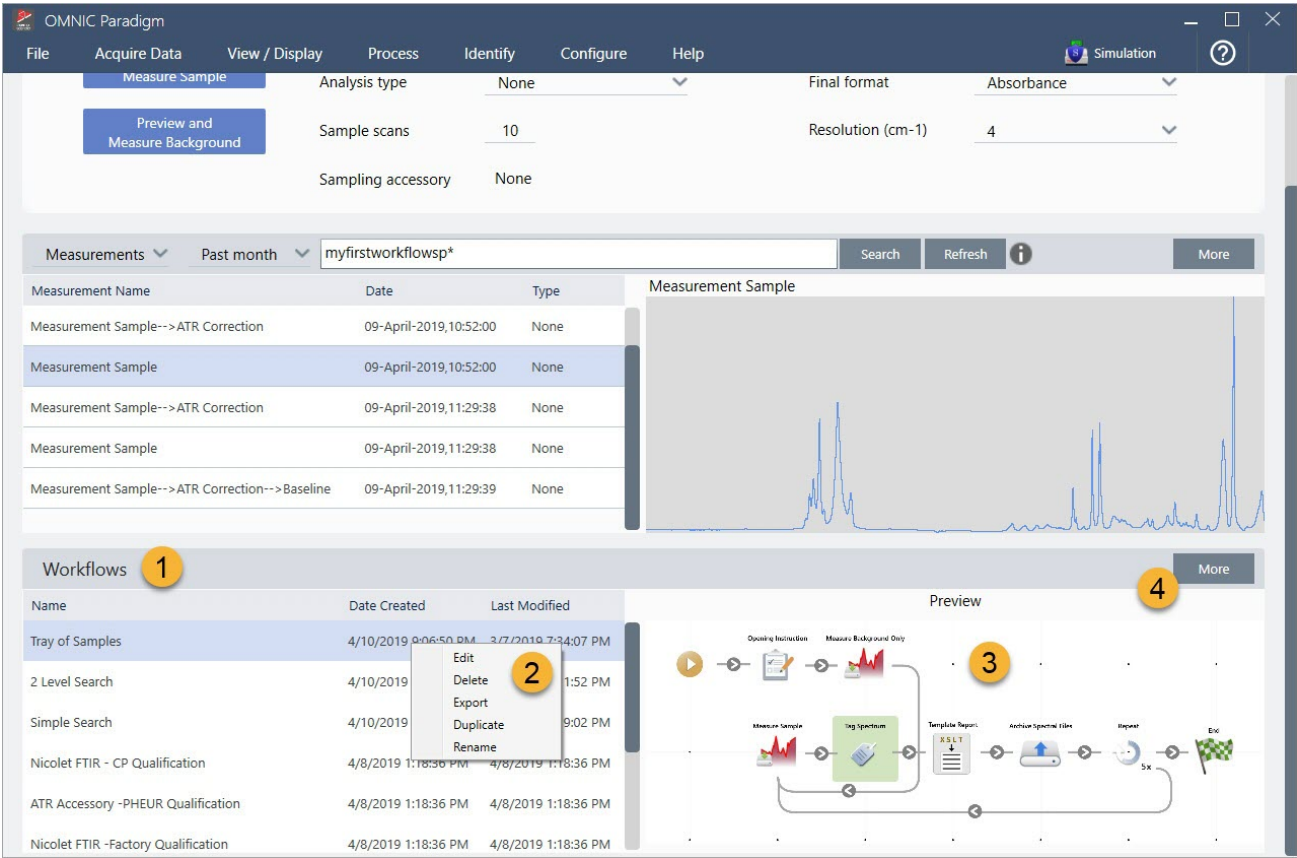 OMNIC Paradigm
File Acquire Data View / Display Process Identify Configure Help Simulation
Measure Sample Analysis type None Final format Absorbance
Preview and
Measure Background Sample scans 10 Resolution (cm-1) 4
Sampling accessory None
Measurements Past month myfirstworkflowsp* Search Refresh More
Measurement Name Date Type Measurement Sample
Measurement Sample-->ATR Correction 09-April-2019,10:52:00 None
Measurement Sample 09-April-2019,10:52:00 None
Measurement Sample-->ATR Correction 09-April-2019,11:29:38 None
Measurement Sample 09-April-2019,11:29:38 None
Measurement Sample-->ATR Correction-->Baseline 09-April-2019,11:29:39 None
Workflows 1 More
4
Name Date Created Last Modified Preview
Tray of Samples 4/10/2019 9:06:50 PM 3/7/2019 7:34:07 PM
Opening Instruction Measure Background Only
3
Edit
Delete 2
Export
Duplicate
Rename
2 Level Search 4/10/2019 1:52 PM
Simple Search 4/10/2019 9:02 PM
Measure Sample Tag Spectrum Template Report Archive Spectral Files Repeat End
XSLT
5x
Nicolet FTIR - CP Qualification 4/8/2019 1:18:36 PM 4/8/2019 1:18:36 PM
ATR Accessory -PHEUR Qualification 4/8/2019 1:18:36 PM 4/8/2019 1:18:36 PM
Nicolet FTIR -Factory Qualification 4/8/2019 1:18:36 PM 4/8/2019 1:18:36 PM